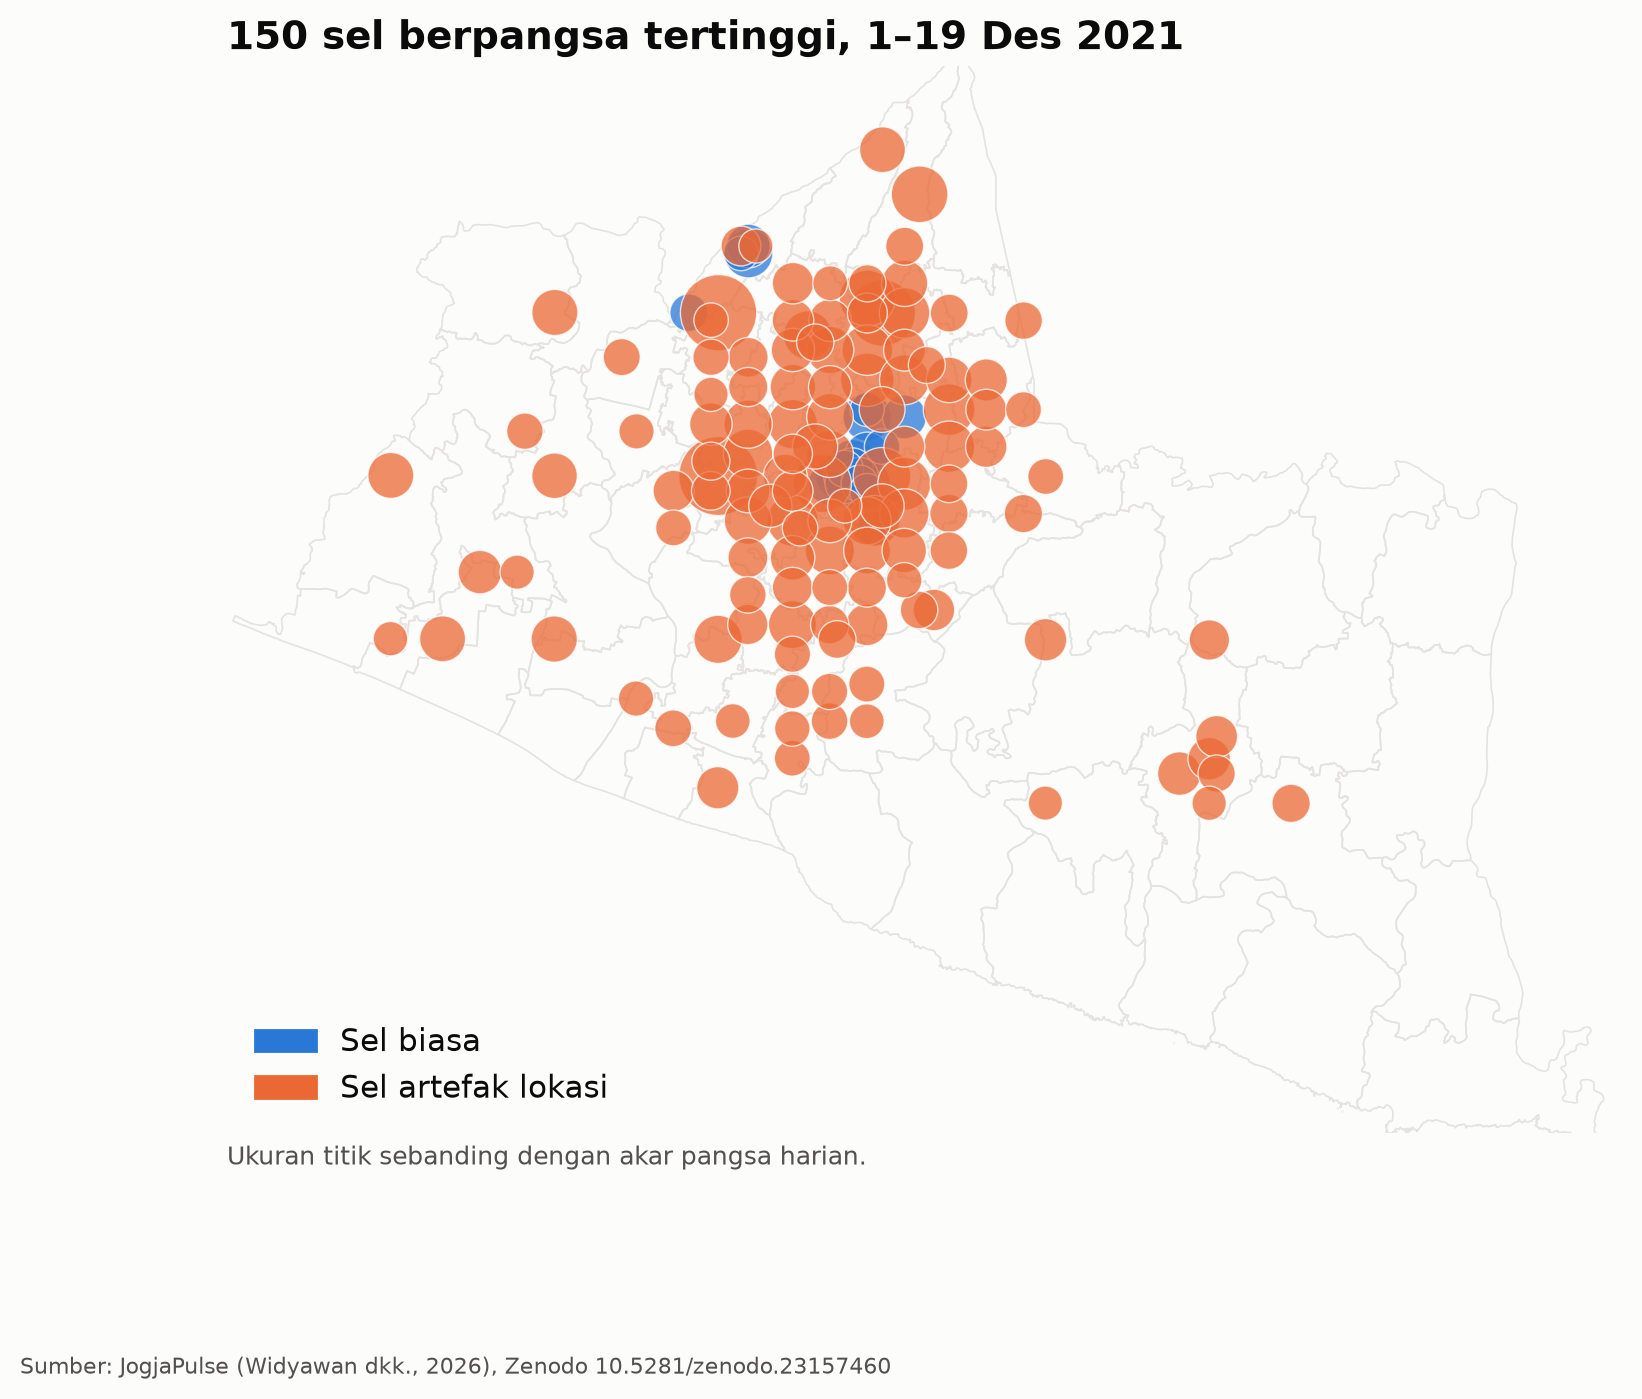 150 sel berpangsa tertinggi, 1–19 Des 2021
Sel biasa
Sel artefak lokasi
Ukuran titik sebanding dengan akar pangsa harian.
Sumber: JogjaPulse (Widyawan dkk., 2026), Zenodo 10.5281/zenodo.23157460